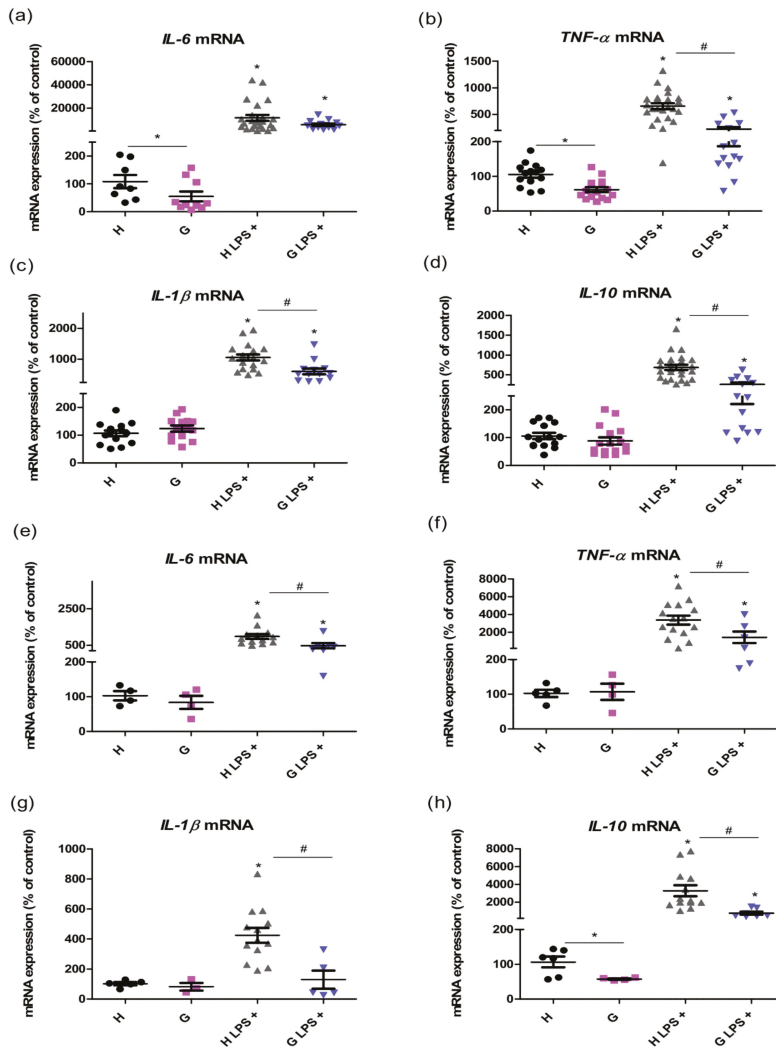 (a)
IL-6 mRNA
mRNA expression (% of control)
60000
40000
20000
200
100
0
*
*
*
H
G
H LPS +
G LPS +
(b)
TNF-α mRNA
mRNA expression (% of control)
1500
1000
500
200
100
0
*
*
#
*
H
G
H LPS +
G LPS +
(c)
IL-1β mRNA
mRNA expression (% of control)
2000
1000
200
100
0
*
#
*
H
G
H LPS +
G LPS +
(d)
IL-10 mRNA
mRNA expression (% of control)
2000
1500
1000
500
200
100
0
*
#
*
H
G
H LPS +
G LPS +
(e)
IL-6 mRNA
mRNA expression (% of control)
2500
500
200
100
0
*
#
*
H
G
H LPS +
G LPS +
(f)
TNF-α mRNA
mRNA expression (% of control)
8000
6000
4000
2000
200
100
0
*
#
*
H
G
H LPS +
G LPS +
(g)
IL-1β mRNA
mRNA expression (% of control)
1000
800
600
400
200
0
*
#
H
G
H LPS +
G LPS +
(h)
IL-10 mRNA
mRNA expression (% of control)
8000
6000
4000
2000
200
100
0
*
*
#
*
H
G
H LPS +
G LPS +